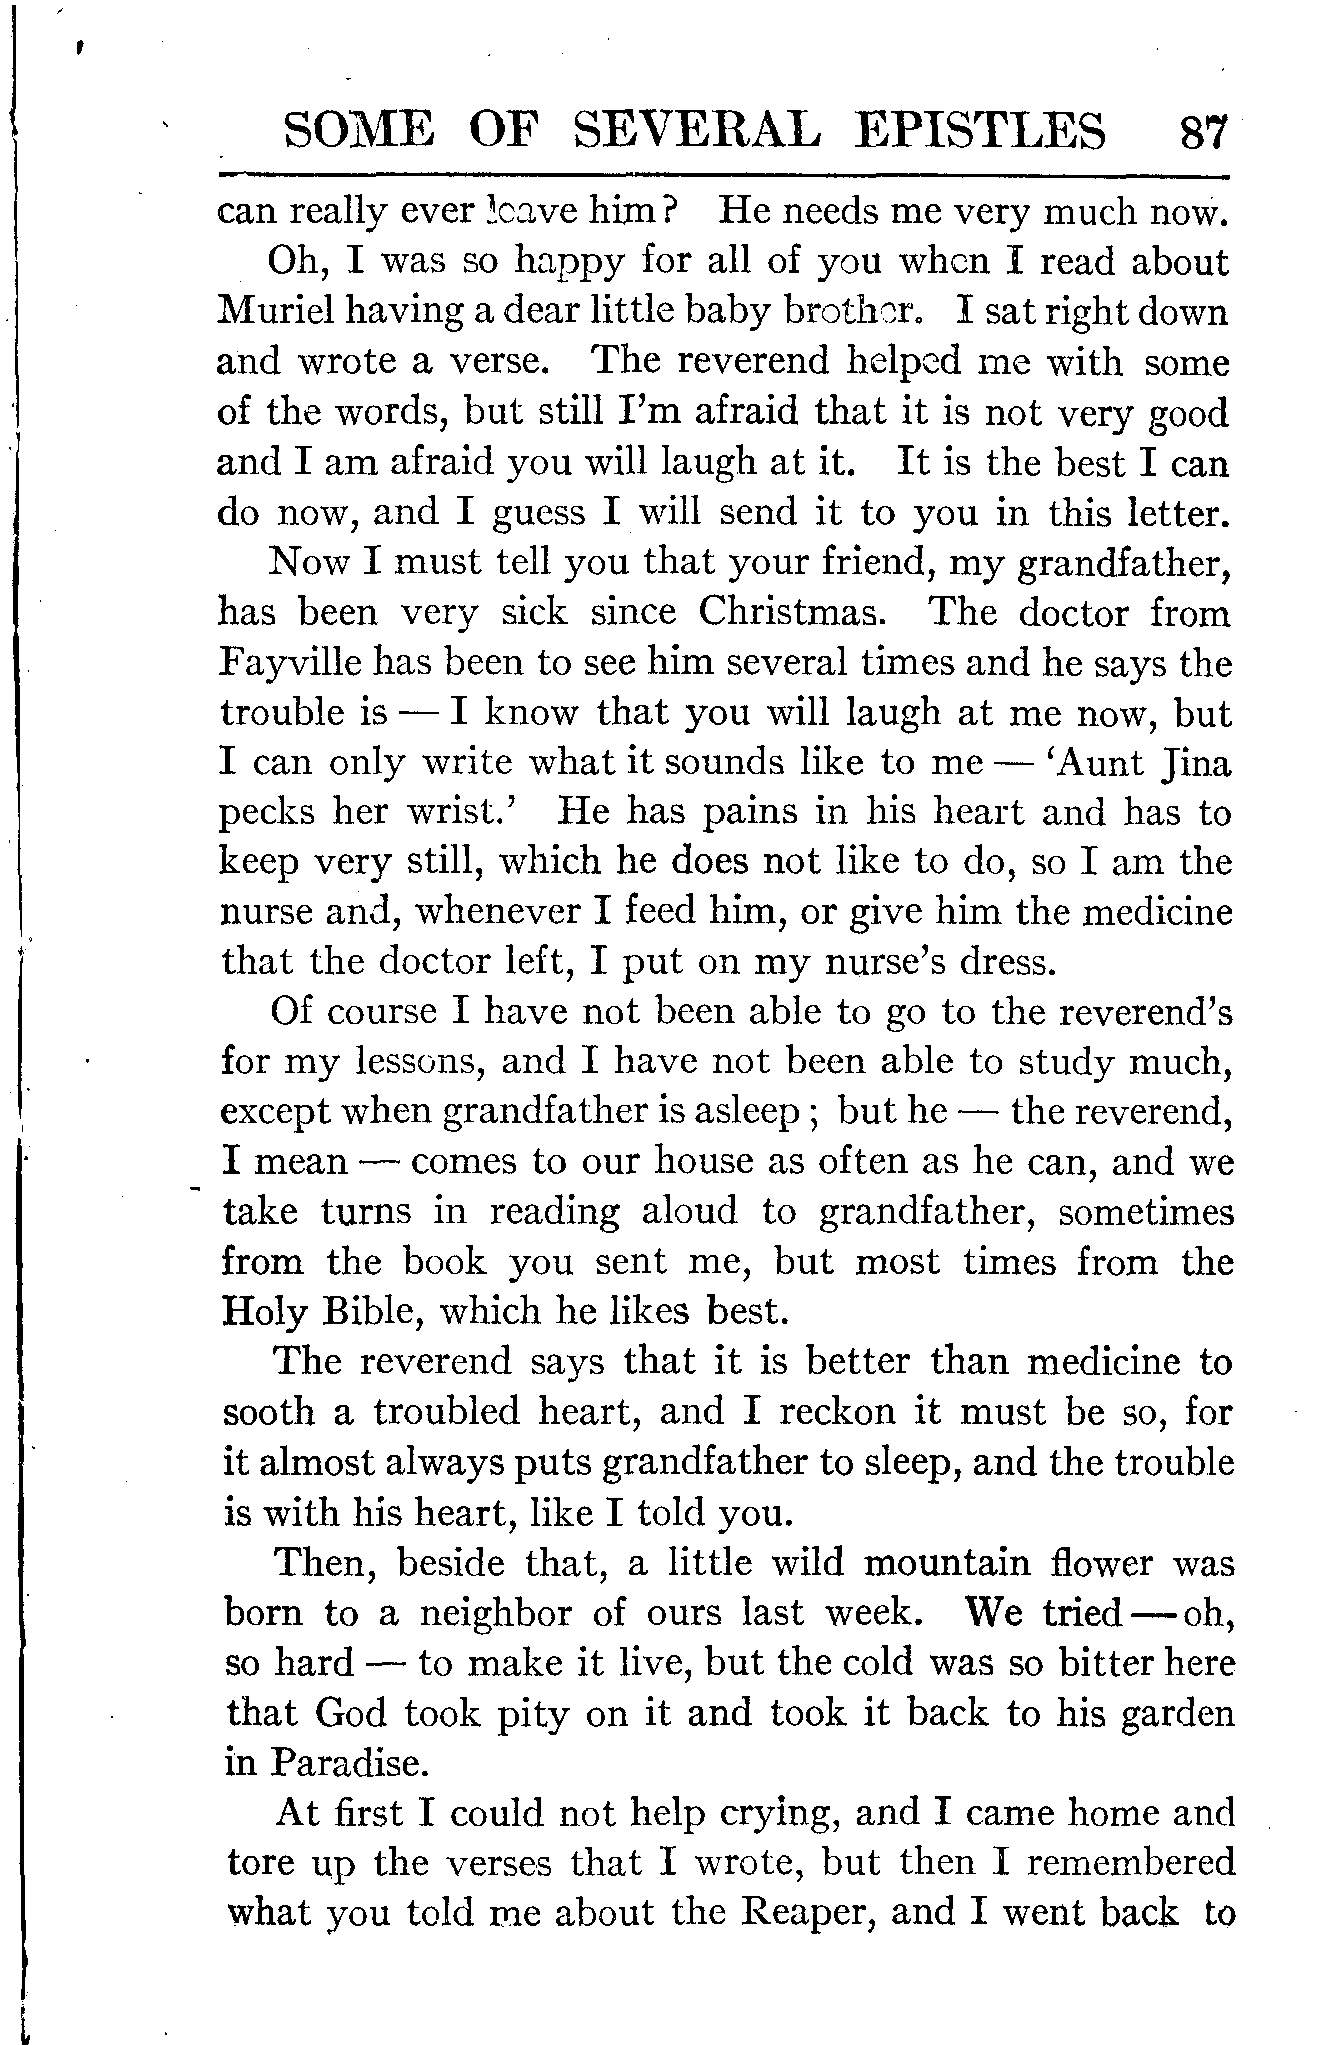 SOME OF SEVERAL EPISTLES 87
can really ever leave him? He needs me very much now.
Oh, I was so happy for all of you when I read about
Muriel having a dear little baby brother. I sat right down
and wrote a verse. The reverend helped me with some
of the words, but still I'm afraid that it is not very good
and I am afraid you will laugh at it. It is the best I can
do now, and I guess I will send it to you in this letter.
Now I must tell you that your friend, my grandfather,
has been very sick since Christmas. The doctor from
Fayville has been to see him several times and he says the
trouble is — I know that you will laugh at me now, but
I can only write what it sounds like to me — 'Aunt Jina
pecks her wrist.' He has pains in his heart and has to
keep very still, which he does not like to do, so I am the
nurse and, whenever I feed him, or give him the medicine
that the doctor left, I put on my nurse's dress.
Of course I have not been able to go to the reverend's
for my lessons, and I have not been able to study much,
except when grandfather is asleep; but he — the reverend,
I mean — comes to our house as often as he can, and we
take turns in reading aloud to grandfather, sometimes
from the book you sent me, but most times from the
Holy Bible, which he likes best.
The reverend says that it is better than medicine to
sooth a troubled heart, and I reckon it must be so, for
it almost always puts grandfather to sleep, and the trouble
is with his heart, like I told you.
Then, beside that, a little wild mountain flower was
born to a neighbor of ours last week. We tried — oh,
so hard — to make it live, but the cold was so bitter here
that God took pity on it and took it back to his garden
in Paradise.
At first I could not help crying, and I came home and
tore up the verses that I wrote, but then I remembered
what you told me about the Reaper, and I went back to